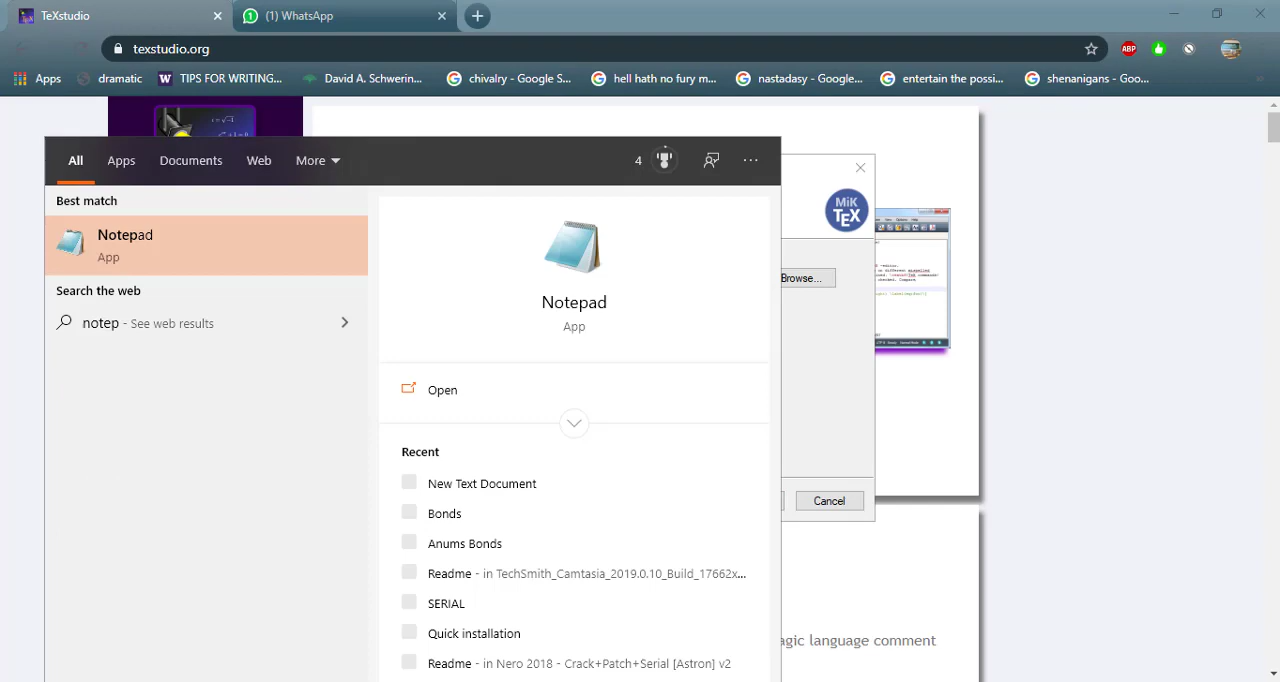 TeXstudio
(1) WhatsApp
texstudio.org
ABP
Apps
dramatic
W TIPS FOR WRITING...
David A. Schwerin...
chivalry - Google S...
hell hath no fury m...
nastadasy - Google...
entertain the possi...
shenanigans - Goo...
All Apps Documents Web More 4 ...
Best match
Notepad
App
Search the web
notep - See web results
Notepad
App
Open
Recent
New Text Document
Bonds
Anums Bonds
Readme - in TechSmith_Camtasia_2019.0.10_Build_17662x...
SERIAL
Quick installation
Readme - in Nero 2018 - Crack+Patch+Serial [Astron] v2
MiK
TEX
Browse...
Cancel
agic language comment